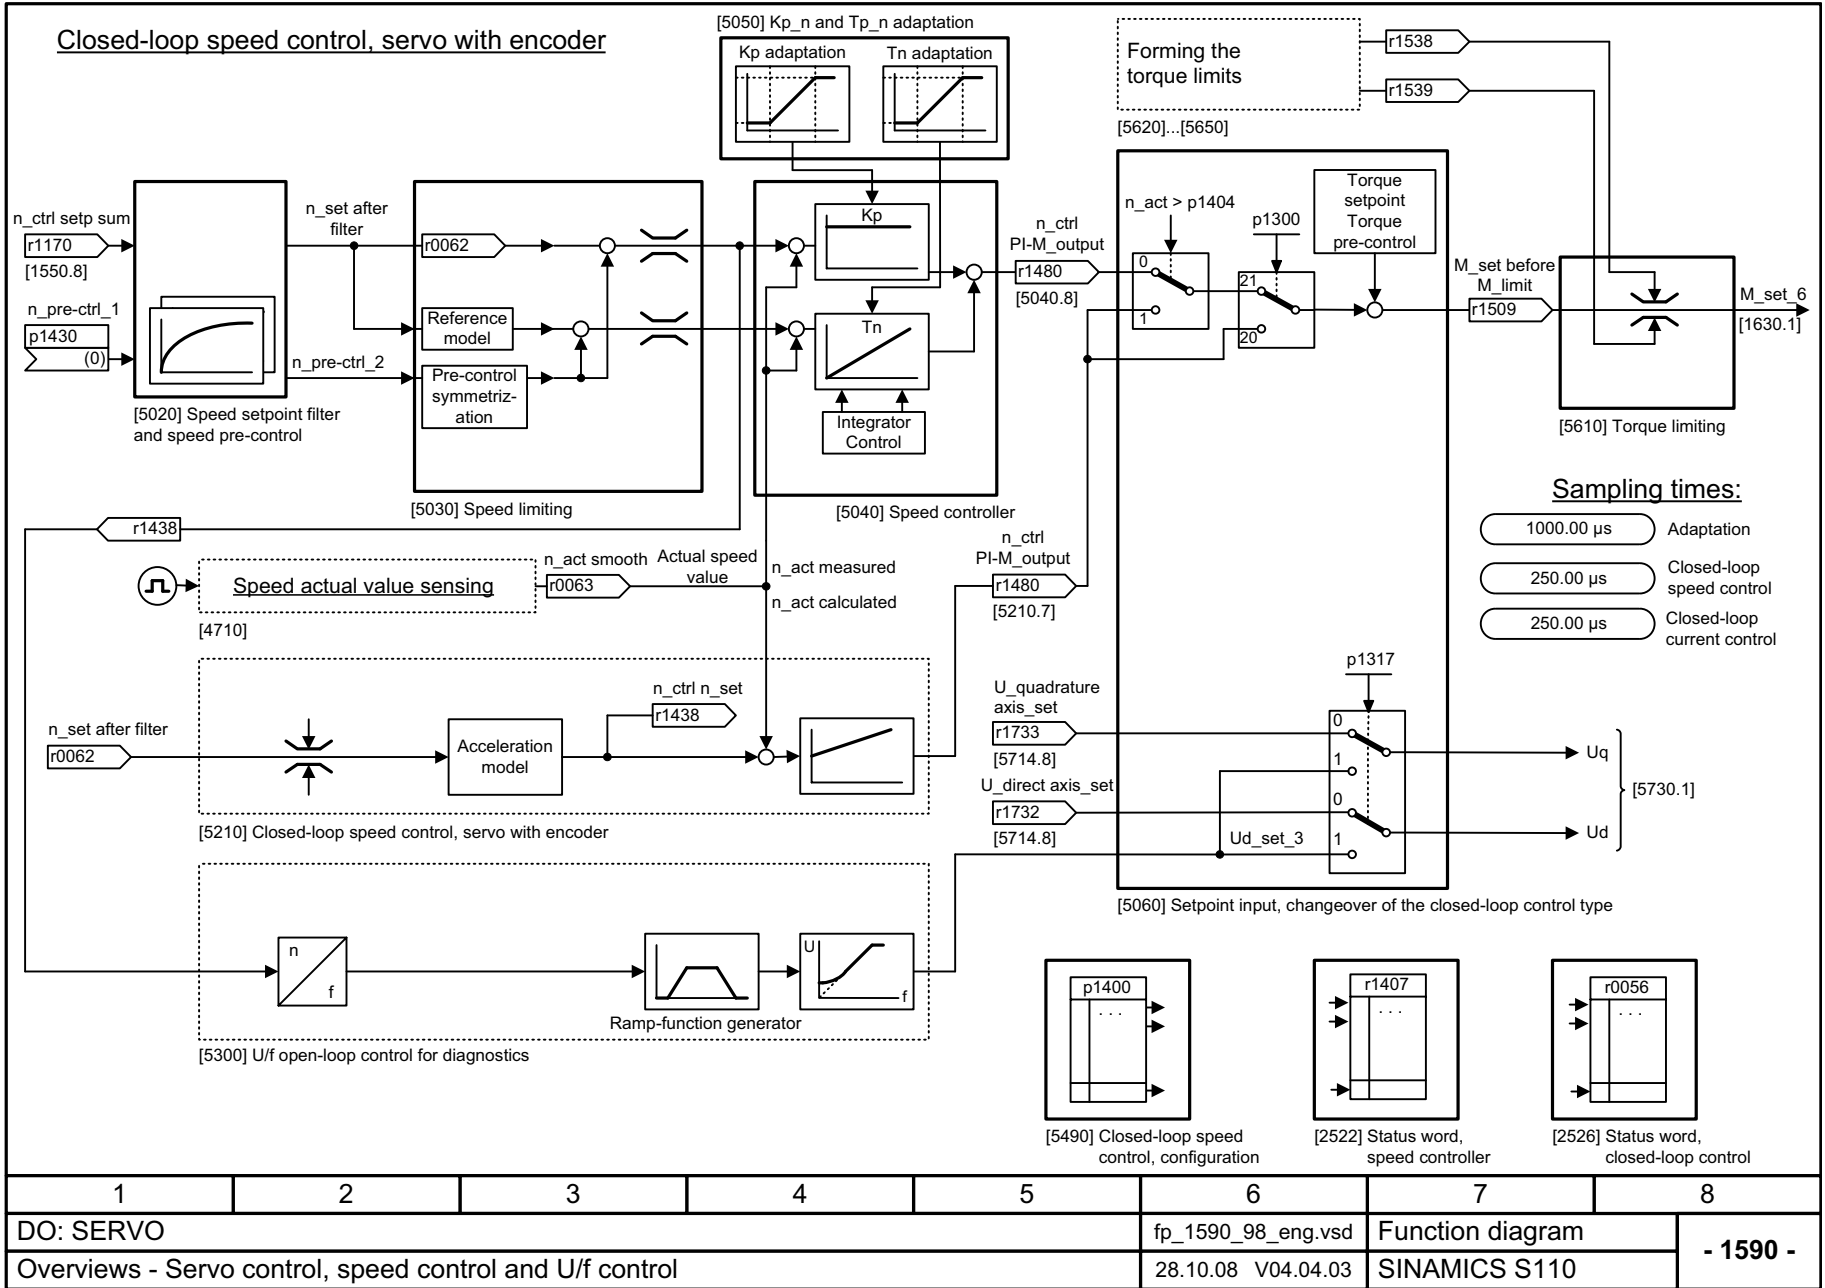 Closed-loop speed control, servo with encoder
[5050] Kp_n and Tp_n adaptation
Kp adaptation
Tn adaptation
Forming the
torque limits
r1538
r1539
[5620]...[5650]
n_ctrl setp sum
r1170
[1550.8]
n_pre-ctrl_1
p1430
(0)
n_set after
filter
n_pre-ctrl_2
[5020] Speed setpoint filter
and speed pre-control
r0062
Reference
model
Pre-control
symmetriz-
ation
[5030] Speed limiting
Kp
Tn
Integrator
Control
[5040] Speed controller
n_ctrl
PI-M_output
r1480
[5040.8]
n_act > p1404
0
1
p1300
21
20
Torque
setpoint
Torque
pre-control
M_set before
M_limit
r1509
M_set_6
[1630.1]
[5610] Torque limiting
Sampling times:
1000.00 µs
Adaptation
250.00 µs
Closed-loop
speed control
250.00 µs
Closed-loop
current control
r1438
Speed actual value sensing
[4710]
n_act smooth
r0063
Actual speed
value
n_act measured
n_act calculated
n_ctrl
PI-M_output
r1480
[5210.7]
n_set after filter
r0062
Acceleration
model
n_ctrl n_set
r1438
[5210] Closed-loop speed control, servo with encoder
U_quadrature
axis_set
r1733
[5714.8]
U_direct axis_set
r1732
[5714.8]
Ud_set_3
p1317
0
1
0
1
Uq
Ud
[5730.1]
[5060] Setpoint input, changeover of the closed-loop control type
n
f
U
f
Ramp-function generator
[5300] U/f open-loop control for diagnostics
p1400
. . .
[5490] Closed-loop speed
control, configuration
r1407
. . .
[2522] Status word,
speed controller
r0056
. . .
[2526] Status word,
closed-loop control
1 2 3 4 5 6 7 8
DO: SERVO
fp_1590_98_eng.vsd
Function diagram
- 1590 -
Overviews - Servo control, speed control and U/f control
28.10.08 V04.04.03
SINAMICS S110